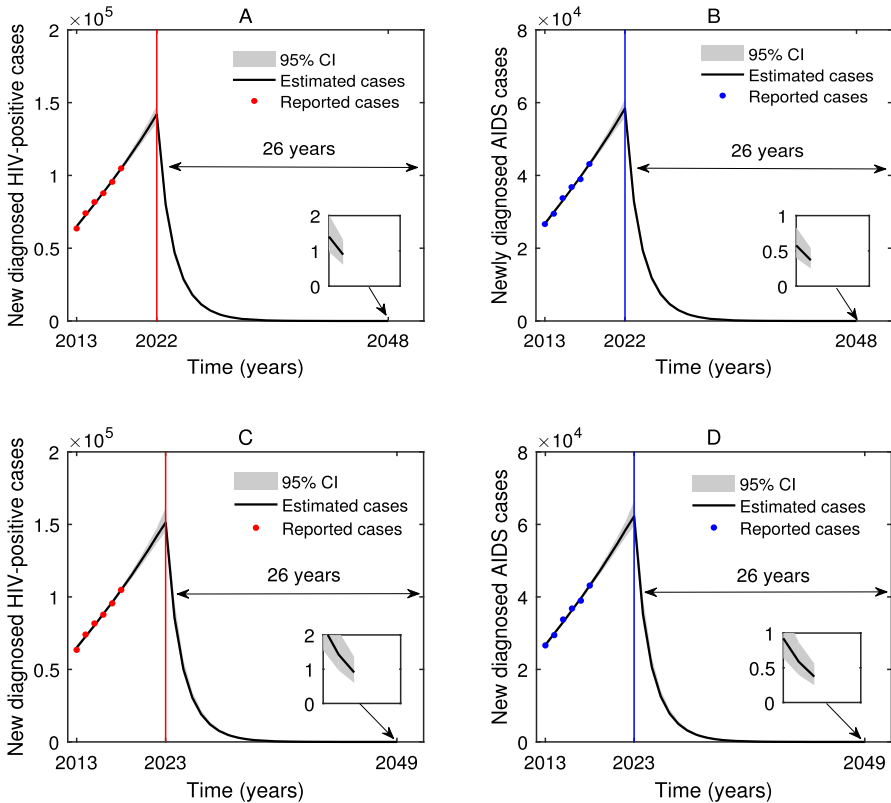 A
×10^5
New diagnosed HIV-positive cases
2
1.5
1
0.5
0
95% CI
Estimated cases
Reported cases
26 years
2
1
0
2013
2022
2048
Time (years)
B
×10^4
Newly diagnosed AIDS cases
8
6
4
2
0
95% CI
Estimated cases
Reported cases
26 years
1
0.5
0
2013
2022
2048
Time (years)
C
×10^5
New diagnosed HIV-positive cases
2
1.5
1
0.5
0
95% CI
Estimated cases
Reported cases
26 years
2
1
0
2013
2023
2049
Time (years)
D
×10^4
New diagnosed AIDS cases
8
6
4
2
0
95% CI
Estimated cases
Reported cases
26 years
1
0.5
0
2013
2023
2049
Time (years)